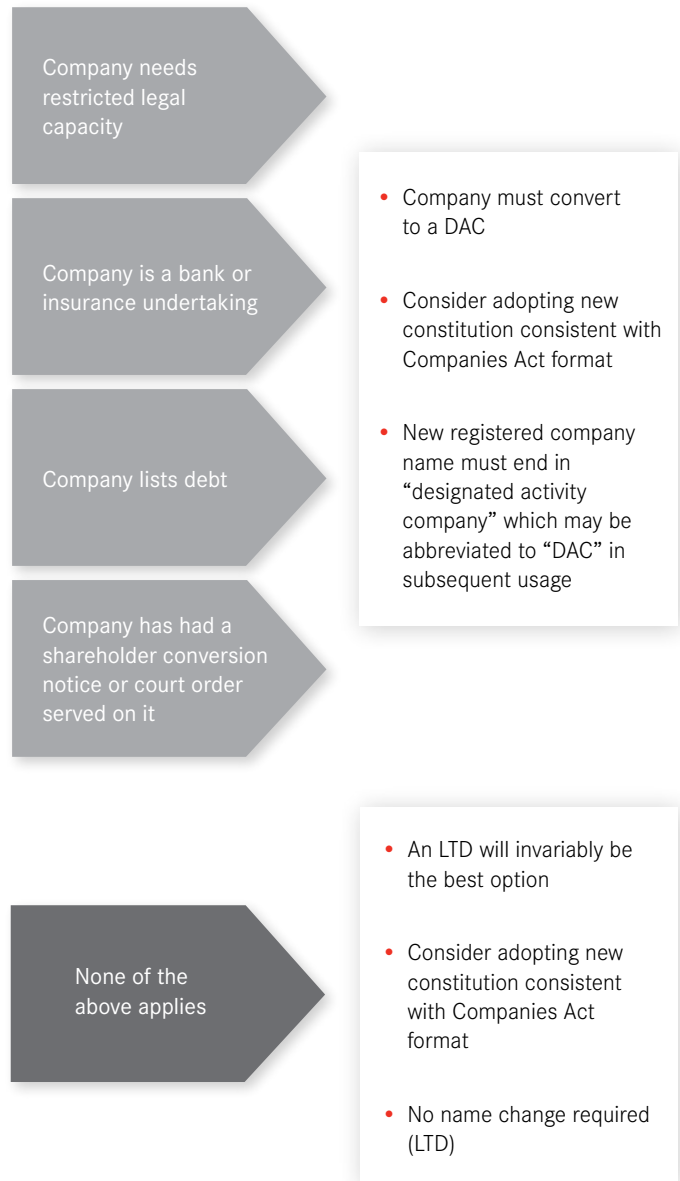 Company needs
restricted legal
capacity
Company is a bank or
insurance undertaking
Company lists debt
Company has had a
shareholder conversion
notice or court order
served on it
• Company must convert
to a DAC
• Consider adopting new
constitution consistent with
Companies Act format
• New registered company
name must end in
“designated activity
company” which may be
abbreviated to “DAC” in
subsequent usage
None of the
above applies
• An LTD will invariably be
the best option
• Consider adopting new
constitution consistent
with Companies Act
format
• No name change required
(LTD)